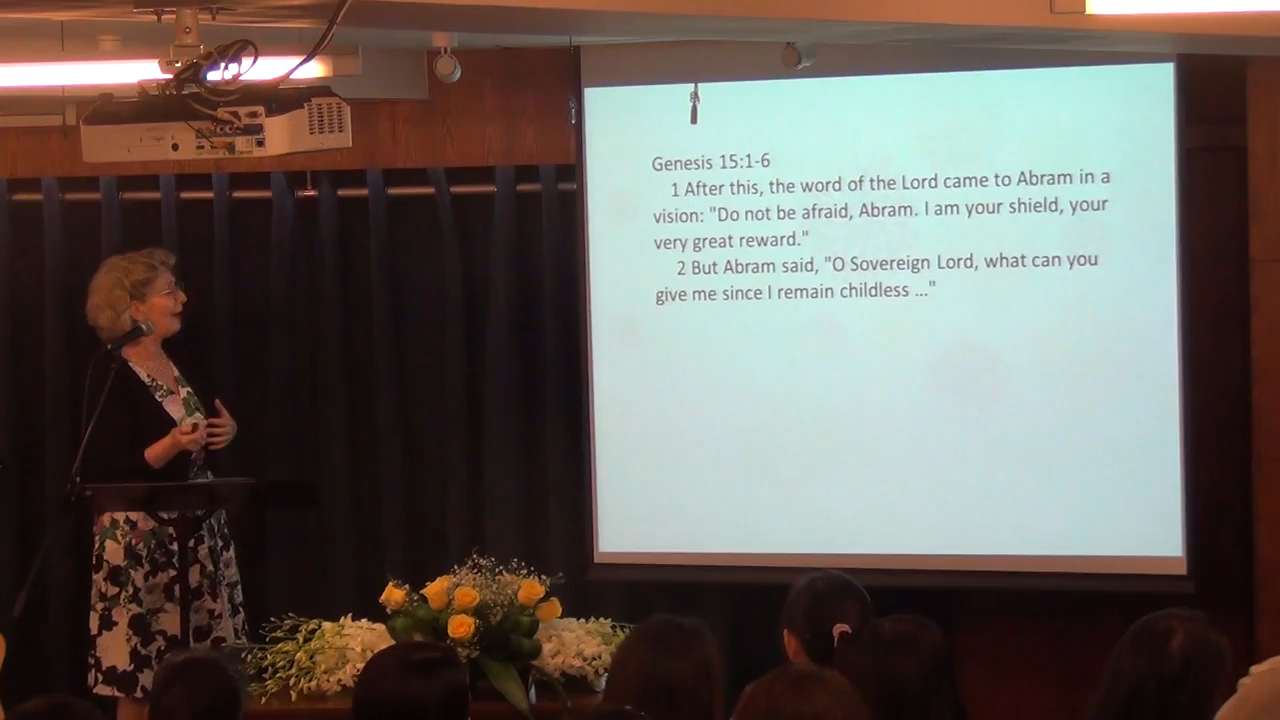 Genesis 15:1-6
1 After this, the word of the Lord came to Abram in a
vision: "Do not be afraid, Abram. I am your shield, your
very great reward."
2 But Abram said, "O Sovereign Lord, what can you
give me since I remain childless ..."